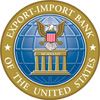 EXPORT-IMPORT BANK
OF THE UNITED STATES